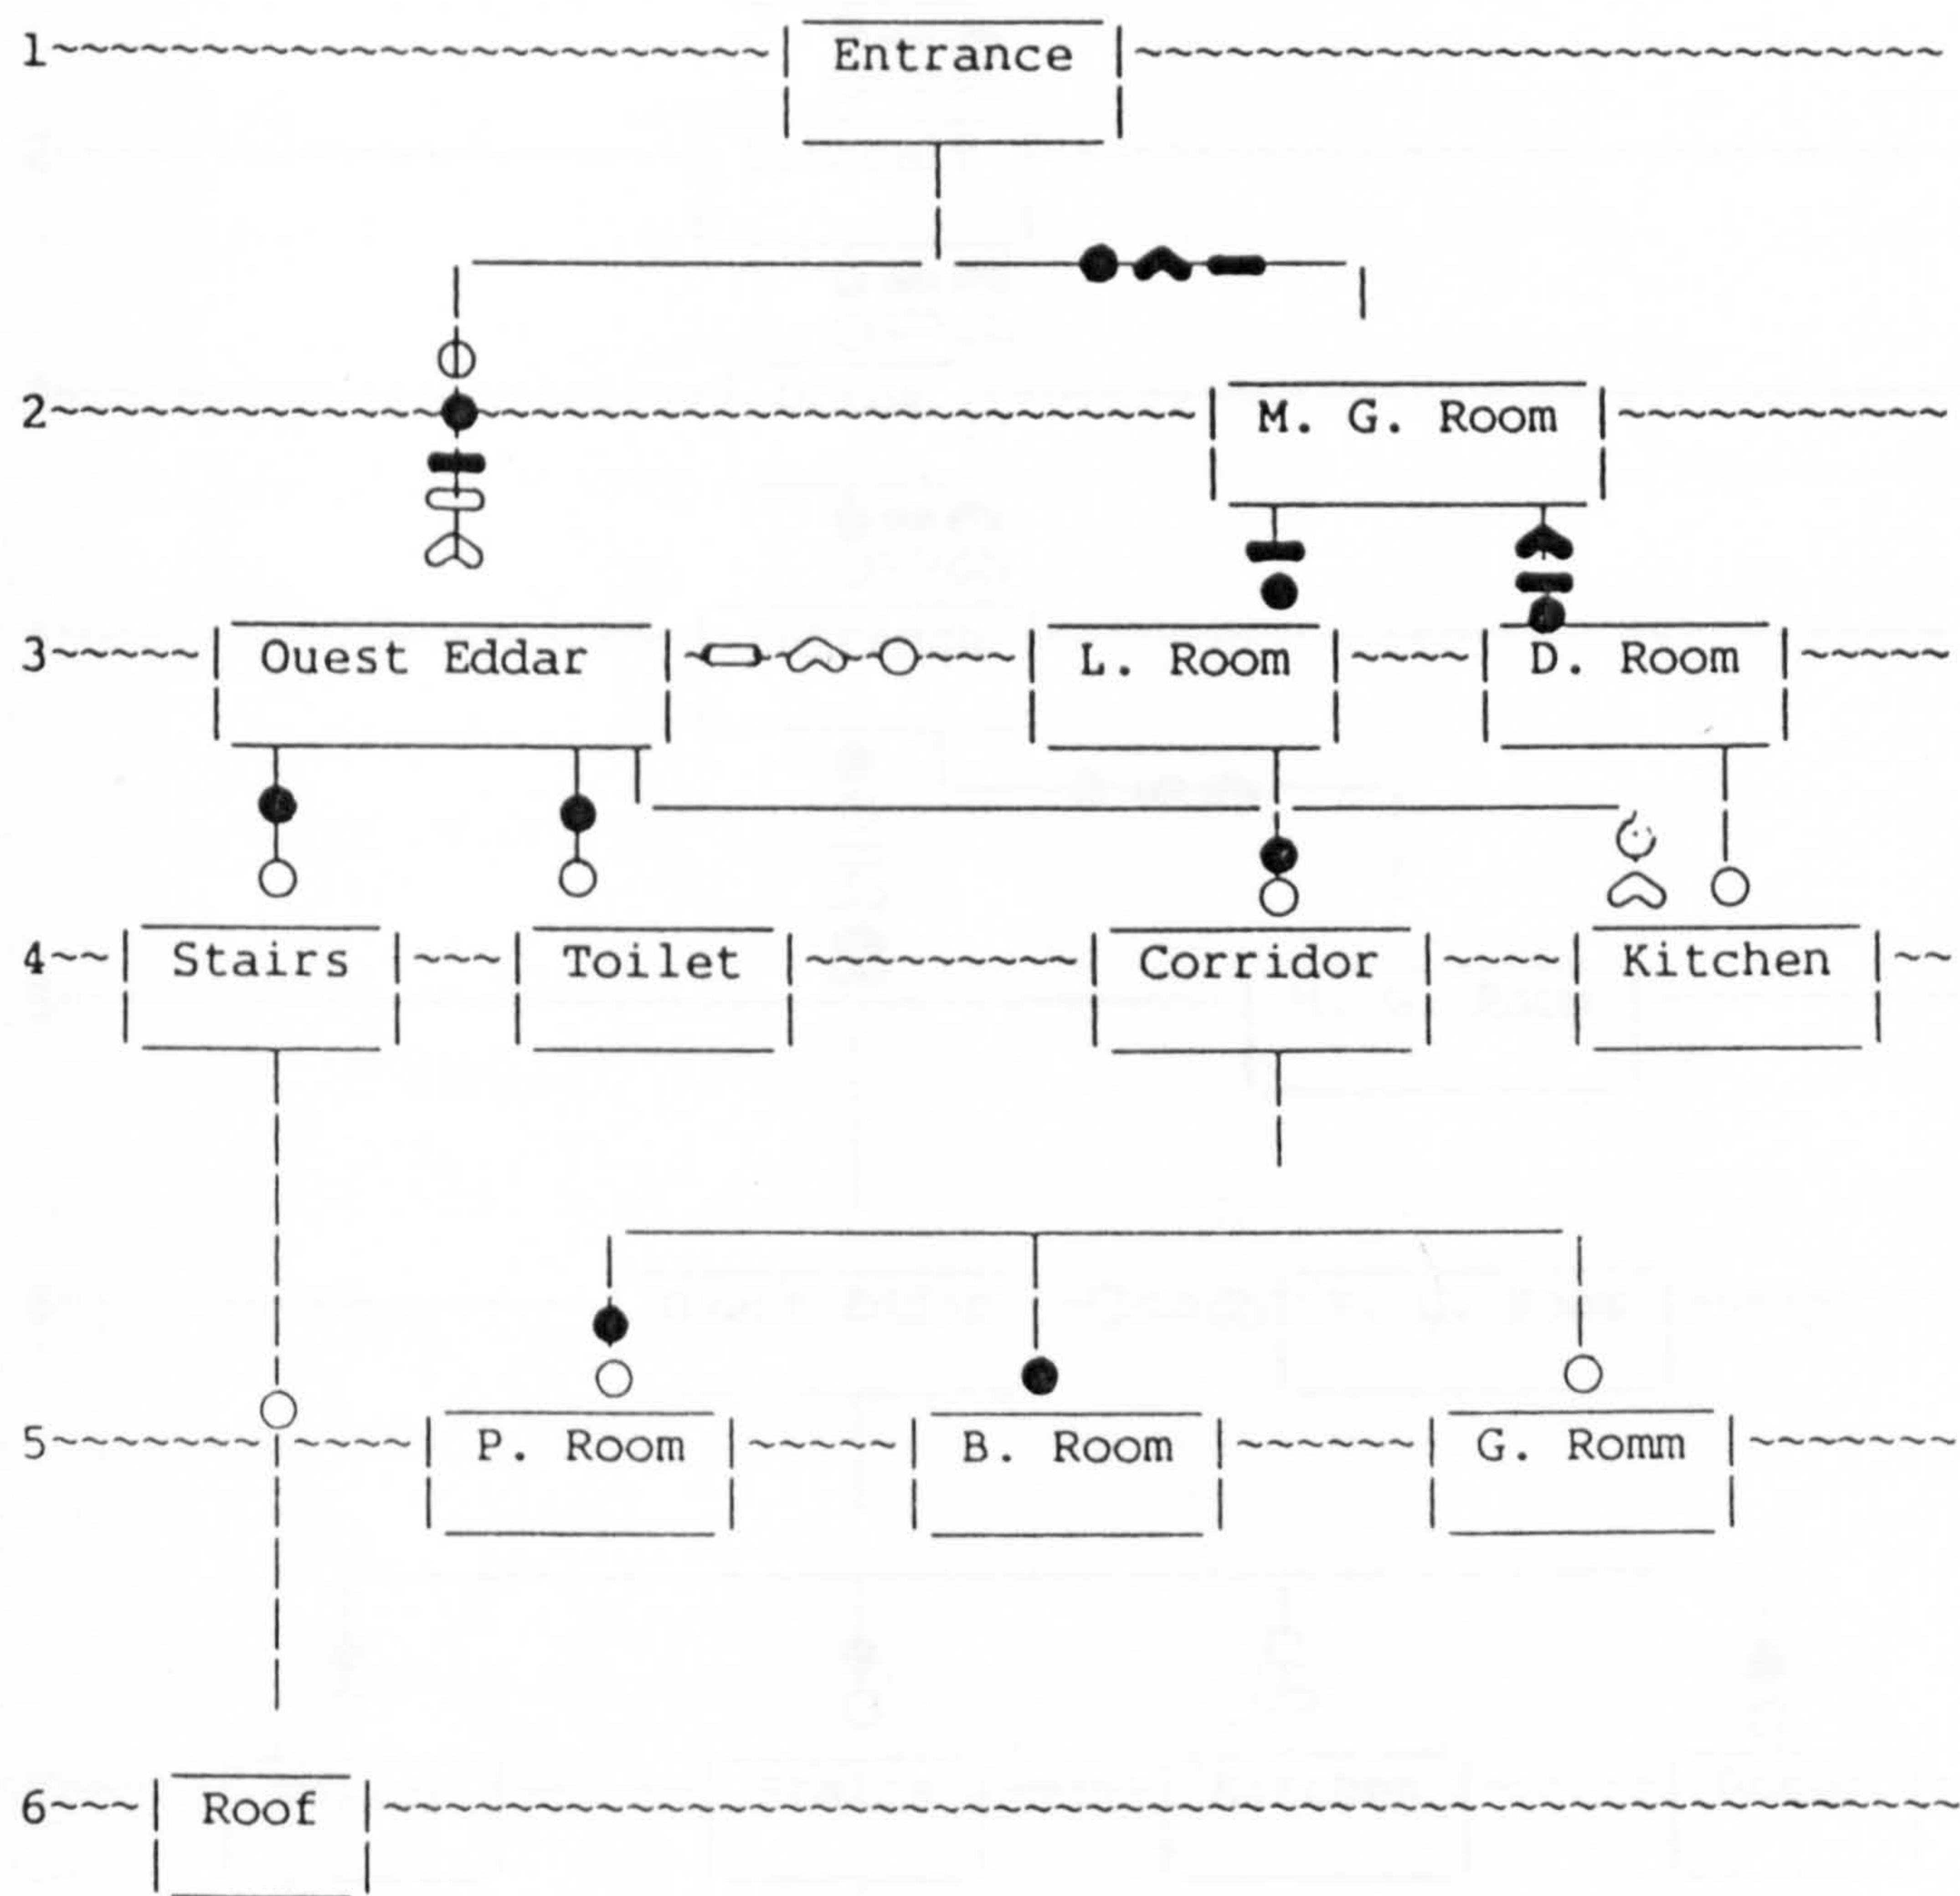 1 Entrance
2 M. G. Room
3 Ouest Eddar L. Room D. Room
4 Stairs Toilet Corridor Kitchen
5 P. Room B. Room G. Romm
6 Roof